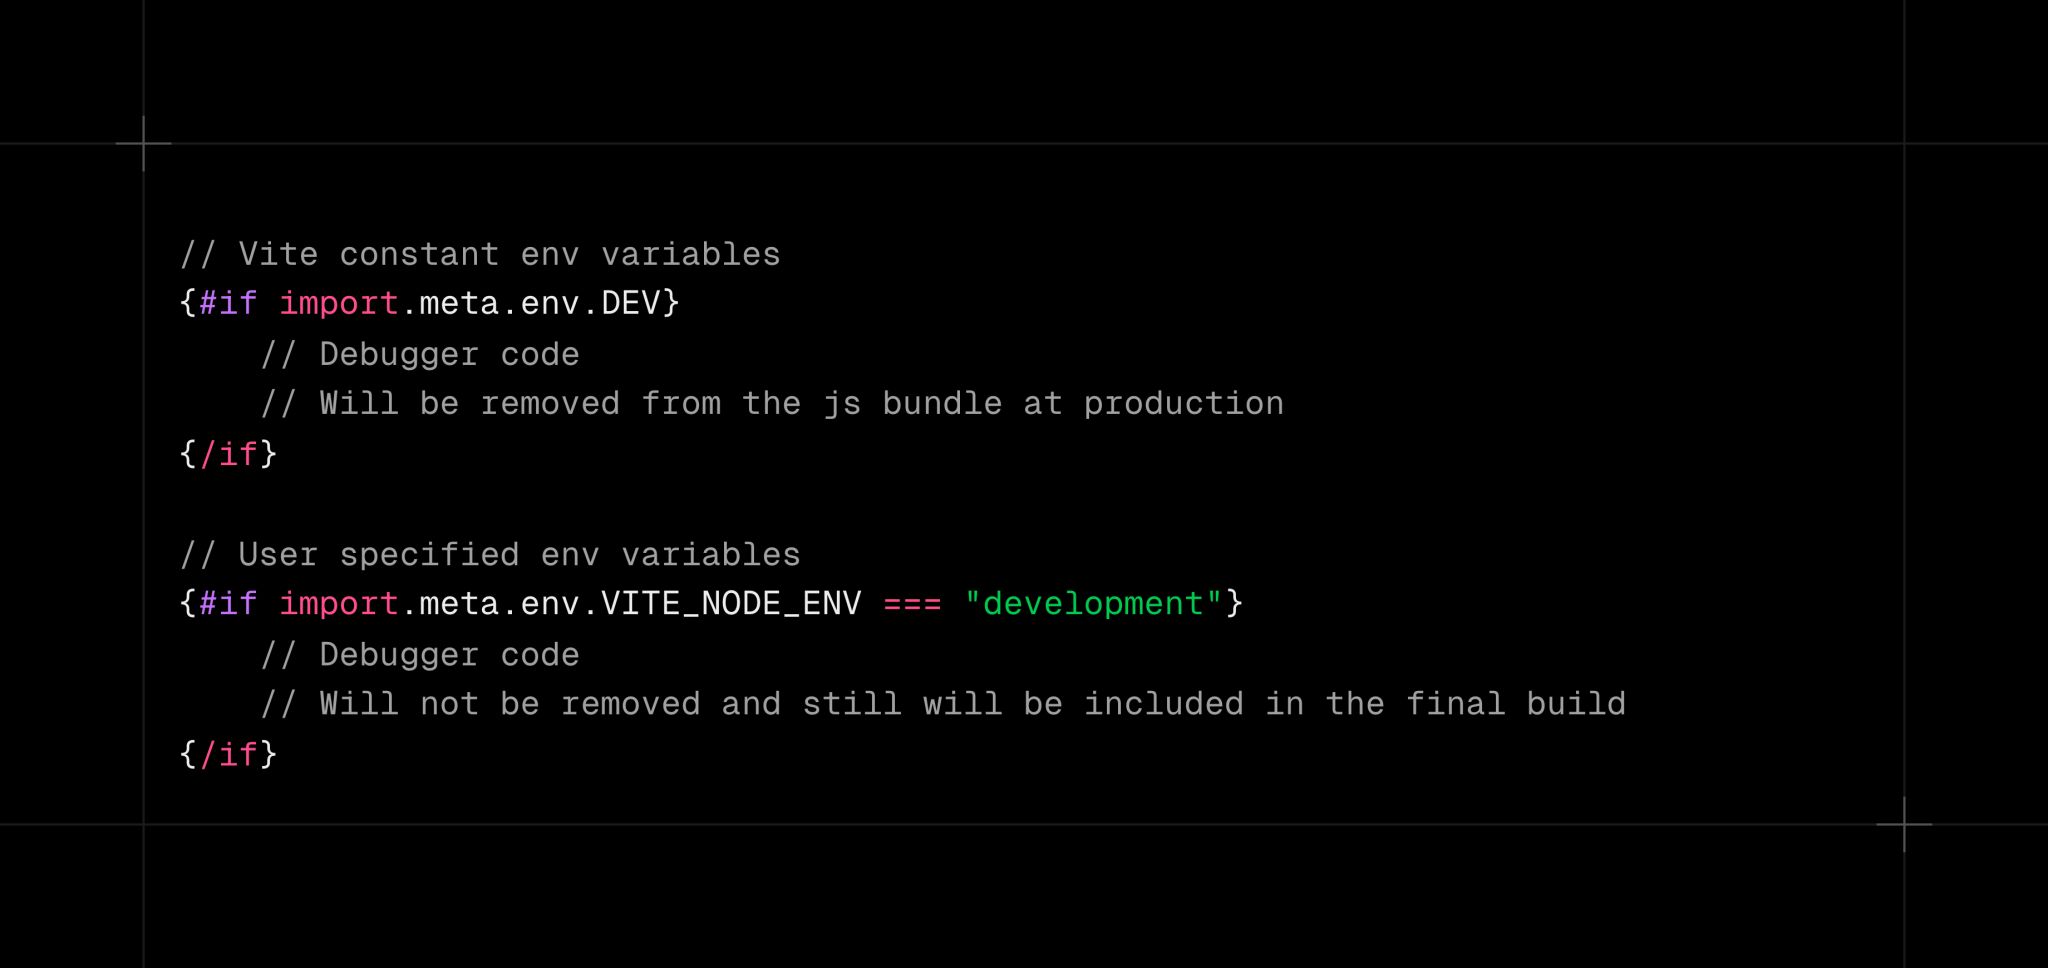 // Vite constant env variables
{#if import.meta.env.DEV}
    // Debugger code
    // Will be removed from the js bundle at production
{/if}

// User specified env variables
{#if import.meta.env.VITE_NODE_ENV === "development"}
    // Debugger code
    // Will not be removed and still will be included in the final build
{/if}